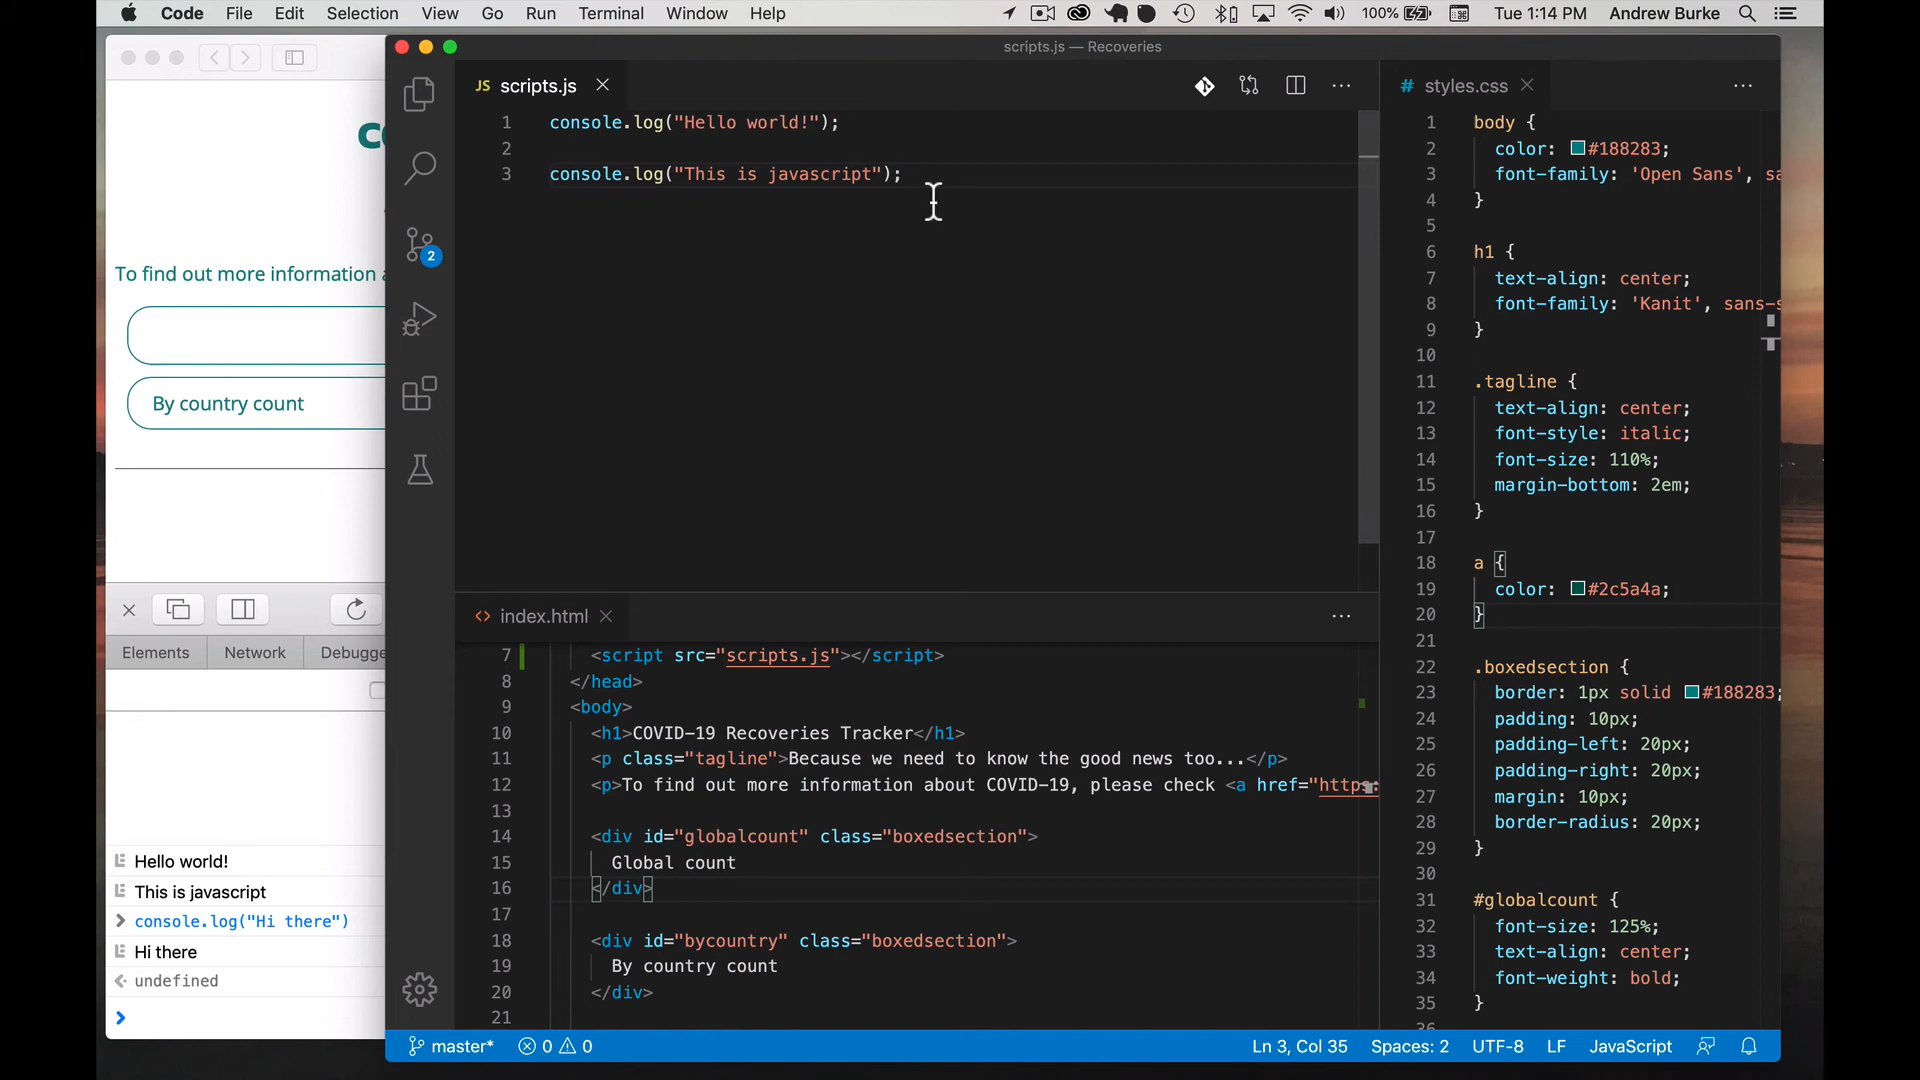 Code File Edit Selection View Go Run Terminal Window Help 100% Tue 1:14 PM Andrew Burke
scripts.js — Recoveries
JS scripts.js
1 console.log("Hello world!");
2
3 console.log("This is javascript");
2
# styles.css
1 body {
2 color: #188283;
3 font-family: 'Open Sans', sa
4 }
5
6 h1 {
7 text-align: center;
8 font-family: 'Kanit', sans-s
9 }
10
11 .tagline {
12 text-align: center;
13 font-style: italic;
14 font-size: 110%;
15 margin-bottom: 2em;
16 }
17
18 a {
19 color: #2c5a4a;
20 }
21
22 .boxedsection {
23 border: 1px solid #188283;
24 padding: 10px;
25 padding-left: 20px;
26 padding-right: 20px;
27 margin: 10px;
28 border-radius: 20px;
29 }
30
31 #globalcount {
32 font-size: 125%;
33 text-align: center;
34 font-weight: bold;
35 }
36
<> index.html
7 <script src="scripts.js"></script>
8 </head>
9 <body>
10 <h1>COVID-19 Recoveries Tracker</h1>
11 <p class="tagline">Because we need to know the good news too...</p>
12 <p>To find out more information about COVID-19, please check <a href="https:
13
14 <div id="globalcount" class="boxedsection">
15 Global count
16 </div>
17
18 <div id="bycountry" class="boxedsection">
19 By country count
20 </div>
21
To find out more information a
By country count
Elements Network Debugge
Hello world!
This is javascript
> console.log("Hi there")
Hi there
undefined
>
master* 0 0 Ln 3, Col 35 Spaces: 2 UTF-8 LF JavaScript